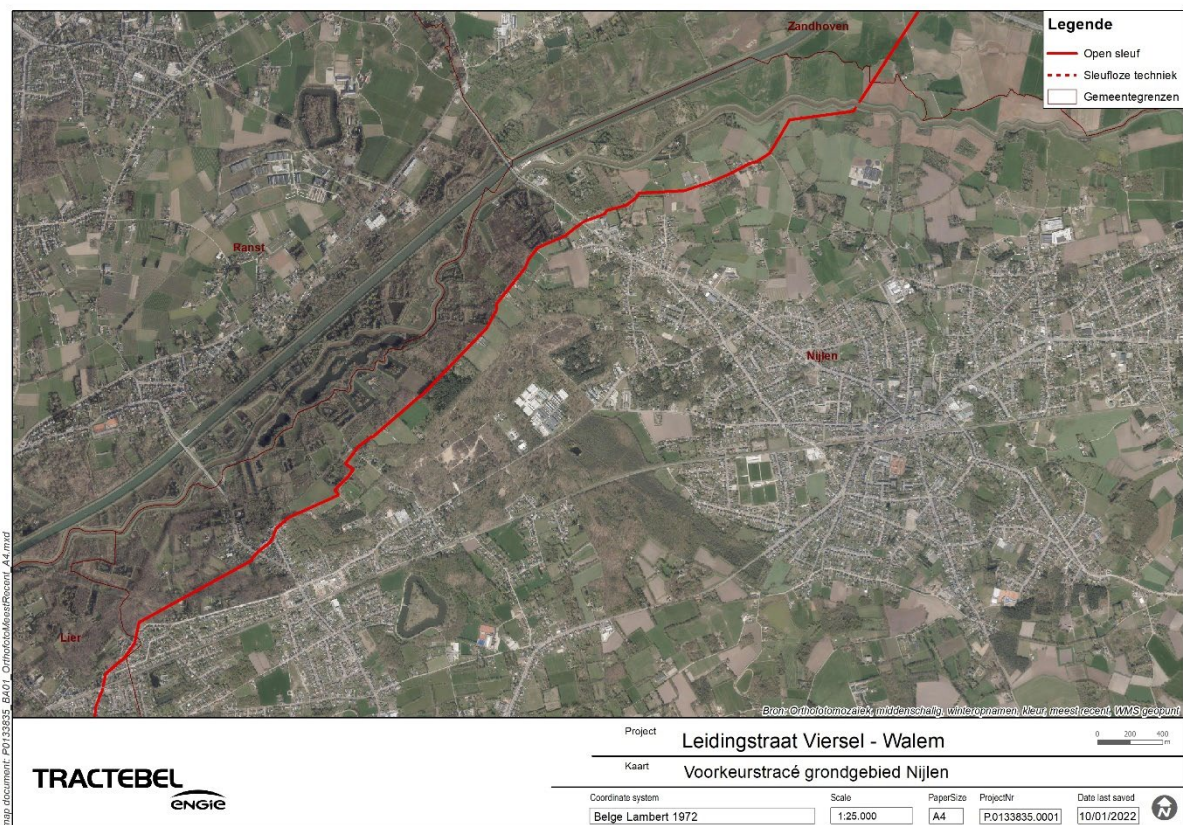 Legende
Open sleuf
Sleufloze techniek
Gemeentegrenzen
Zandhoven
Ranst
Nijlen
Lier
Bron: Orthofotomozaïek, middenschalig, winteropnamen, kleur, meest recent, WMS geopunt
map document: P0133835_BA01_OrthofotoMeestRecent_A4.mxd
TRACTEBEL
ENGIE
Project
Leidingstraat Viersel - Walem
0 200 400
m
Kaart
Voorkeurstracé grondgebied Nijlen
Coordinate system
Belge Lambert 1972
Scale
1:25.000
PaperSize
A4
ProjectNr
P.0133835.0001
Date last saved
10/01/2022
N